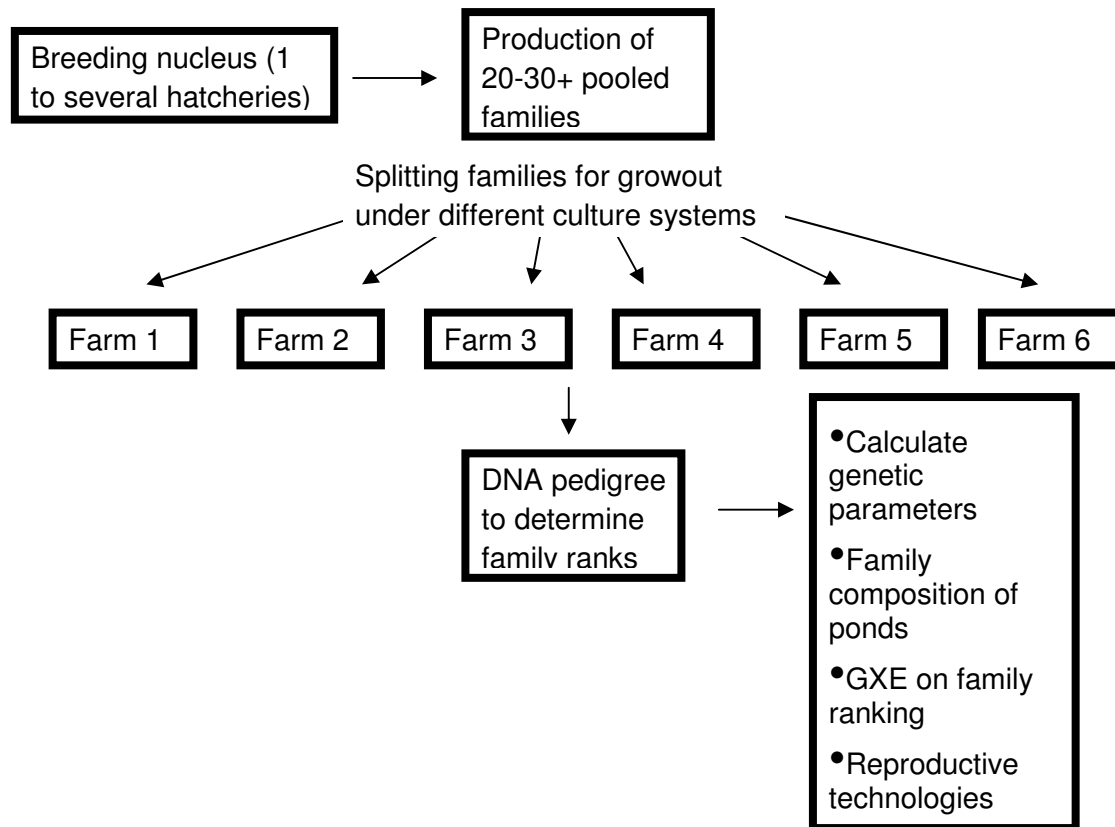 Breeding nucleus (1
to several hatcheries)
Production of
20-30+ pooled
families
Splitting families for growout
under different culture systems
Farm 1
Farm 2
Farm 3
Farm 4
Farm 5
Farm 6
DNA pedigree
to determine
family ranks
•Calculate
genetic
parameters
•Family
composition of
ponds
•GXE on family
ranking
•Reproductive
technologies